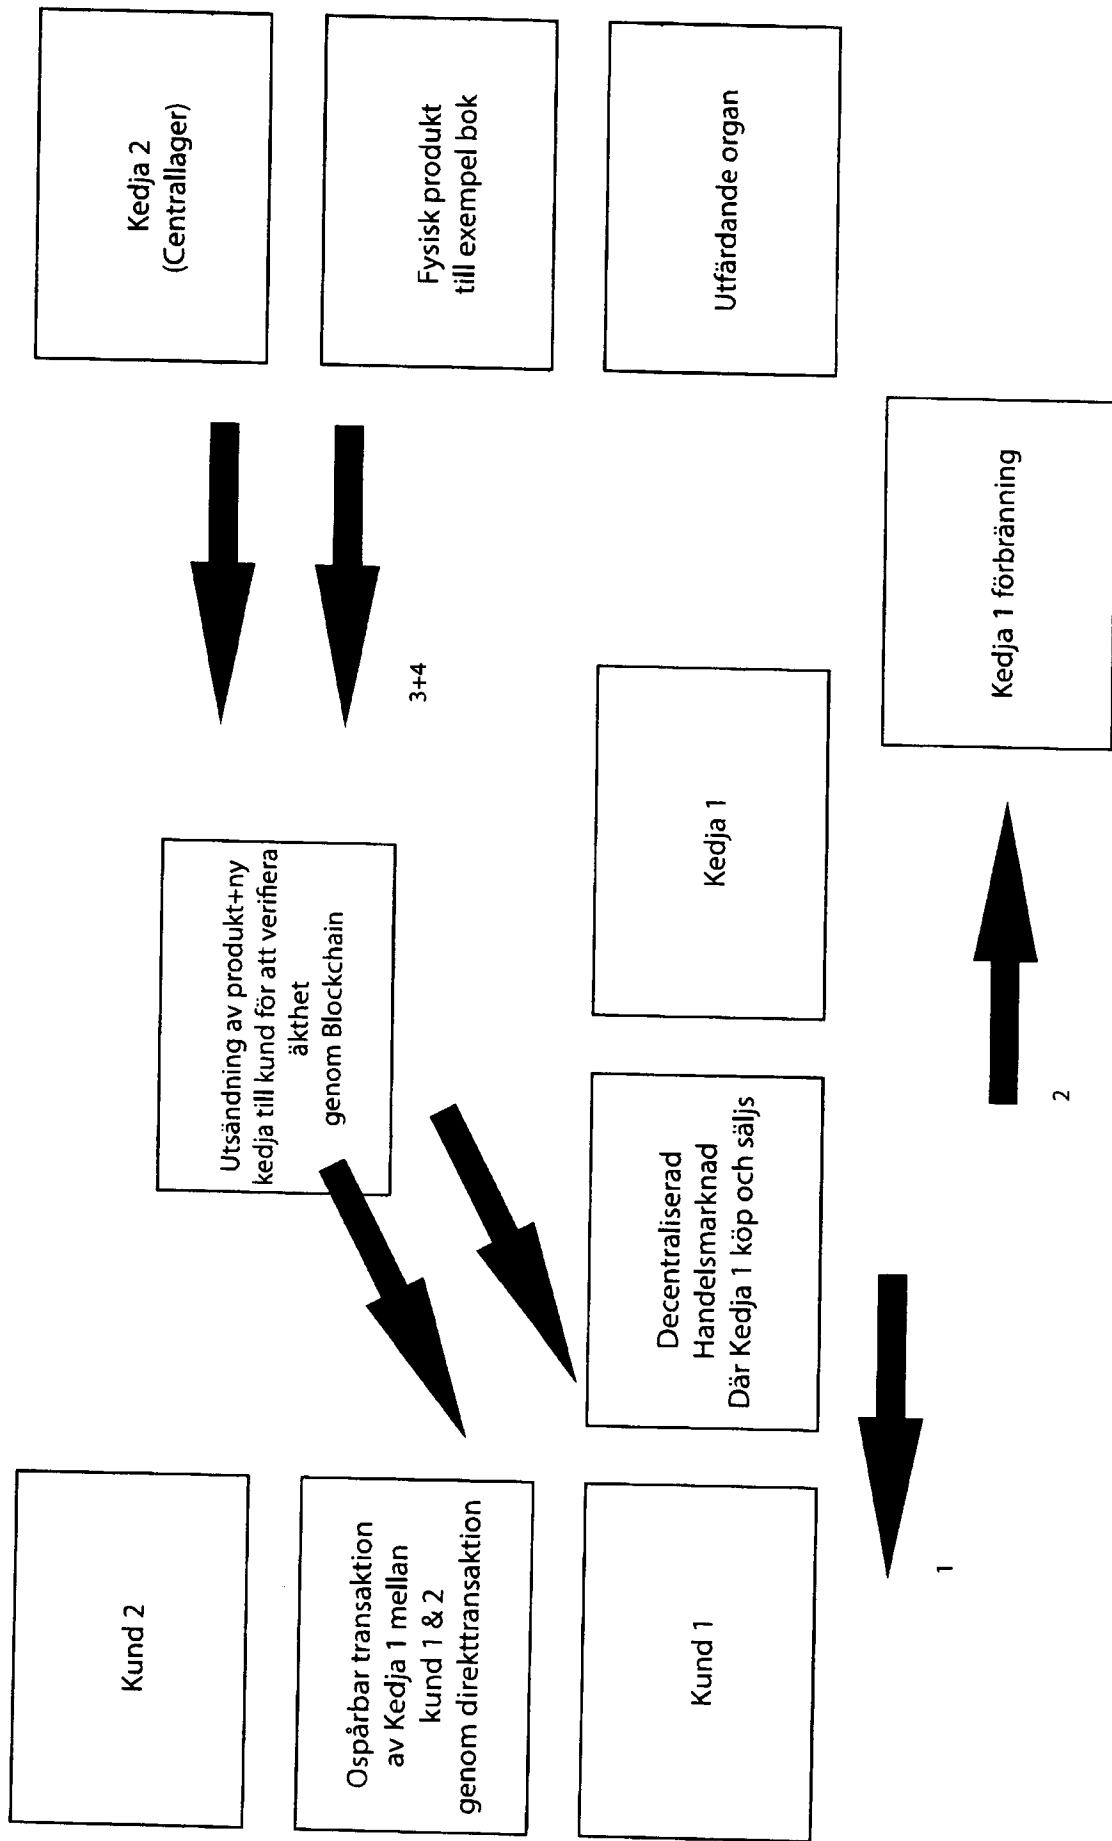 Kund 2
Ospårbar transaktion
av Kedja 1 mellan
kund 1 & 2
genom direkttransaktion
Kund 1
1
Utsändning av produkt+ny
kedja till kund för att verifiera
äkthet
genom Blockchain
Decentraliserad
Handelsmarknad
Där Kedja 1 köp och säljs
Kedja 1
2
3+4
Kedja 2
(Centrallager)
Fysisk produkt
till exempel bok
Utfärdande organ
Kedja 1 förbränning